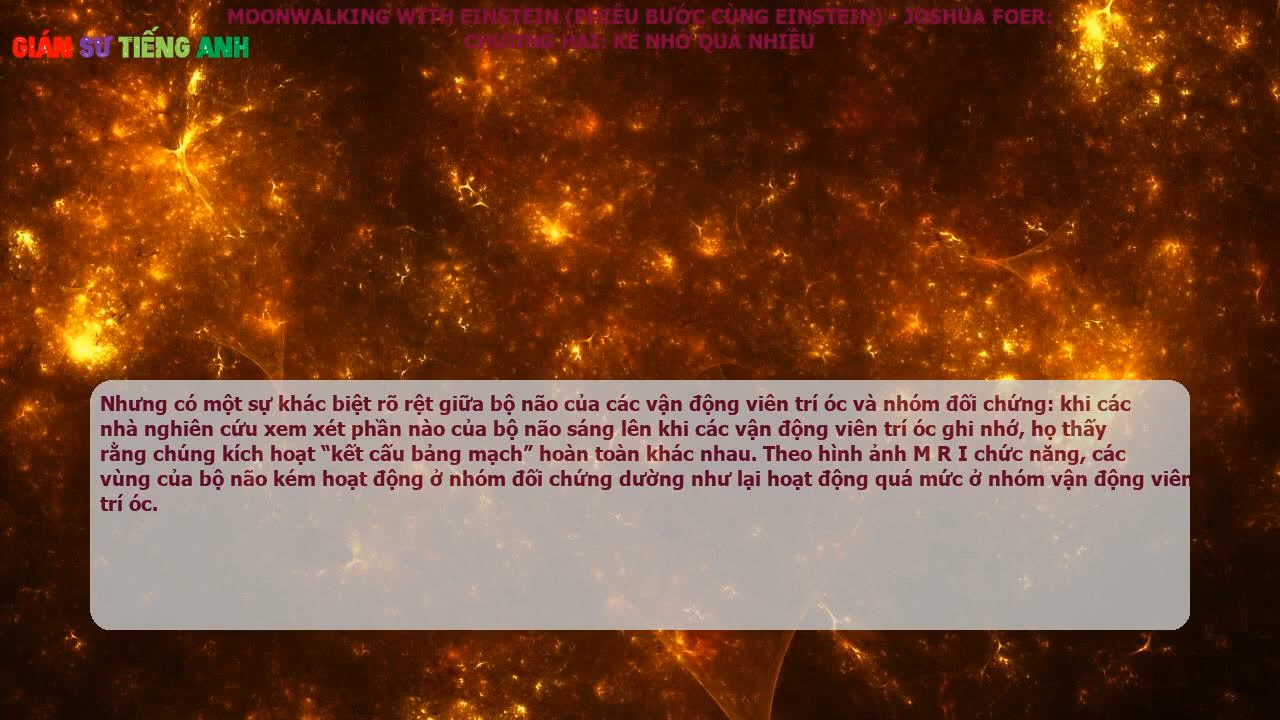 MOONWALKING WITH EINSTEIN (PHIÊU BƯỚC CÙNG EINSTEIN) - JOSHUA FOER:
CHƯƠNG HAI: KẺ NHỚ QUÁ NHIỀU
GIÁN SỨ TIẾNG ANH
Nhưng có một sự khác biệt rõ rệt giữa bộ não của các vận động viên trí óc và nhóm đối chứng: khi các
nhà nghiên cứu xem xét phần nào của bộ não sáng lên khi các vận động viên trí óc ghi nhớ, họ thấy
rằng chúng kích hoạt “kết cấu bảng mạch” hoàn toàn khác nhau. Theo hình ảnh M R I chức năng, các
vùng của bộ não kém hoạt động ở nhóm đối chứng dường như lại hoạt động quá mức ở nhóm vận động viên
trí óc.